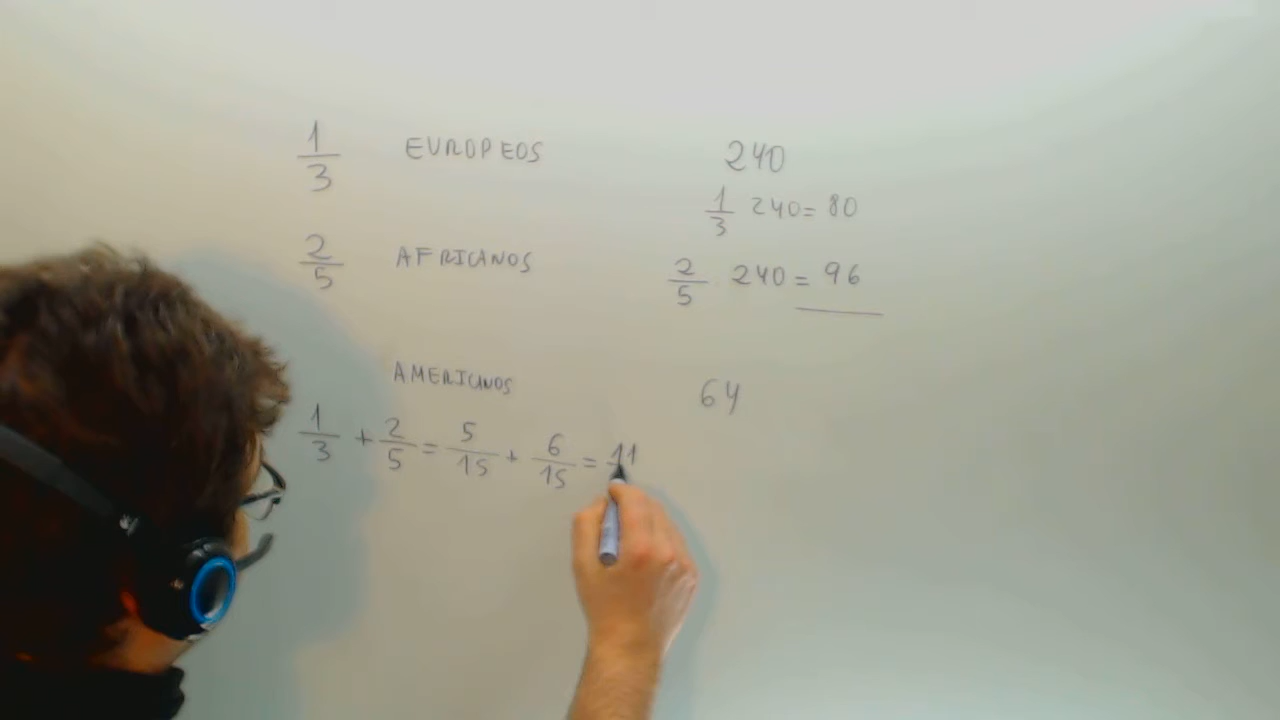 1/3 EUROPEOS 240
1/3 240 = 80
2/5 AFRICANOS 2/5 240 = 96
AMERICANOS 64
1/3 + 2/5 = 5/15 + 6/15 = 11